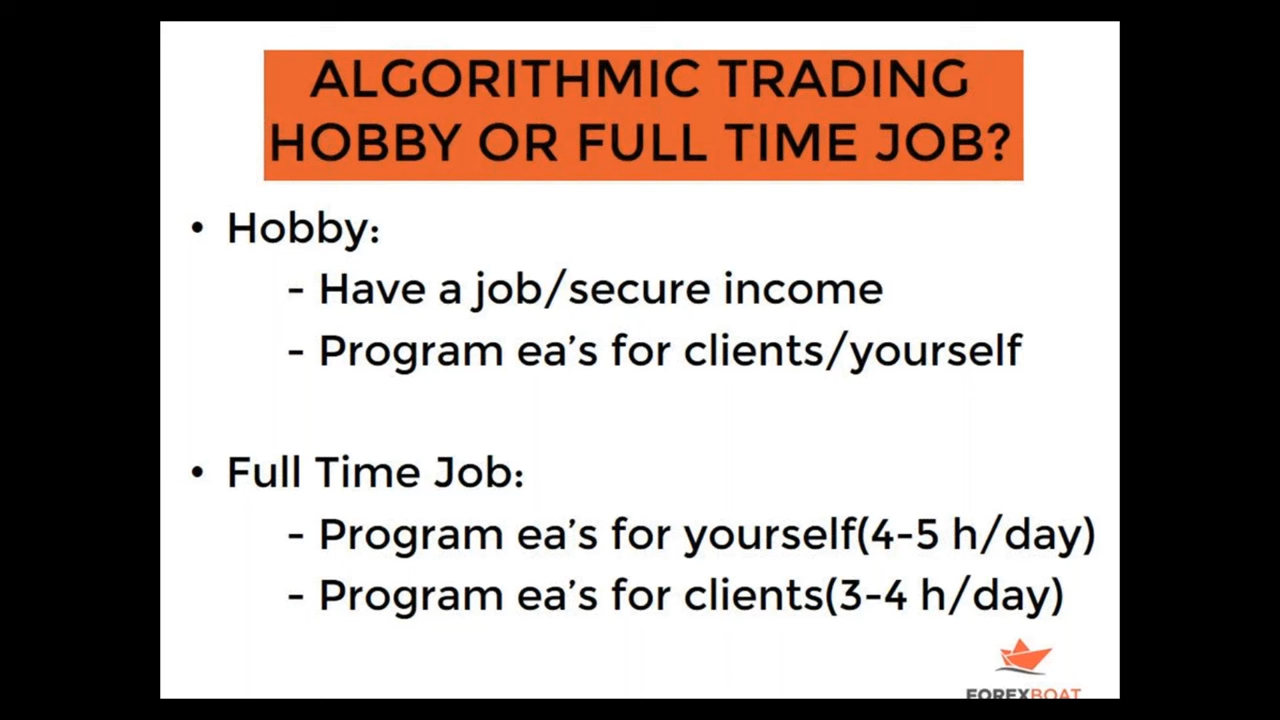 ALGORITHMIC TRADING
HOBBY OR FULL TIME JOB?
• Hobby:
- Have a job/secure income
- Program ea's for clients/yourself
• Full Time Job:
- Program ea's for yourself(4-5 h/day)
- Program ea's for clients(3-4 h/day)
FOREXBOAT